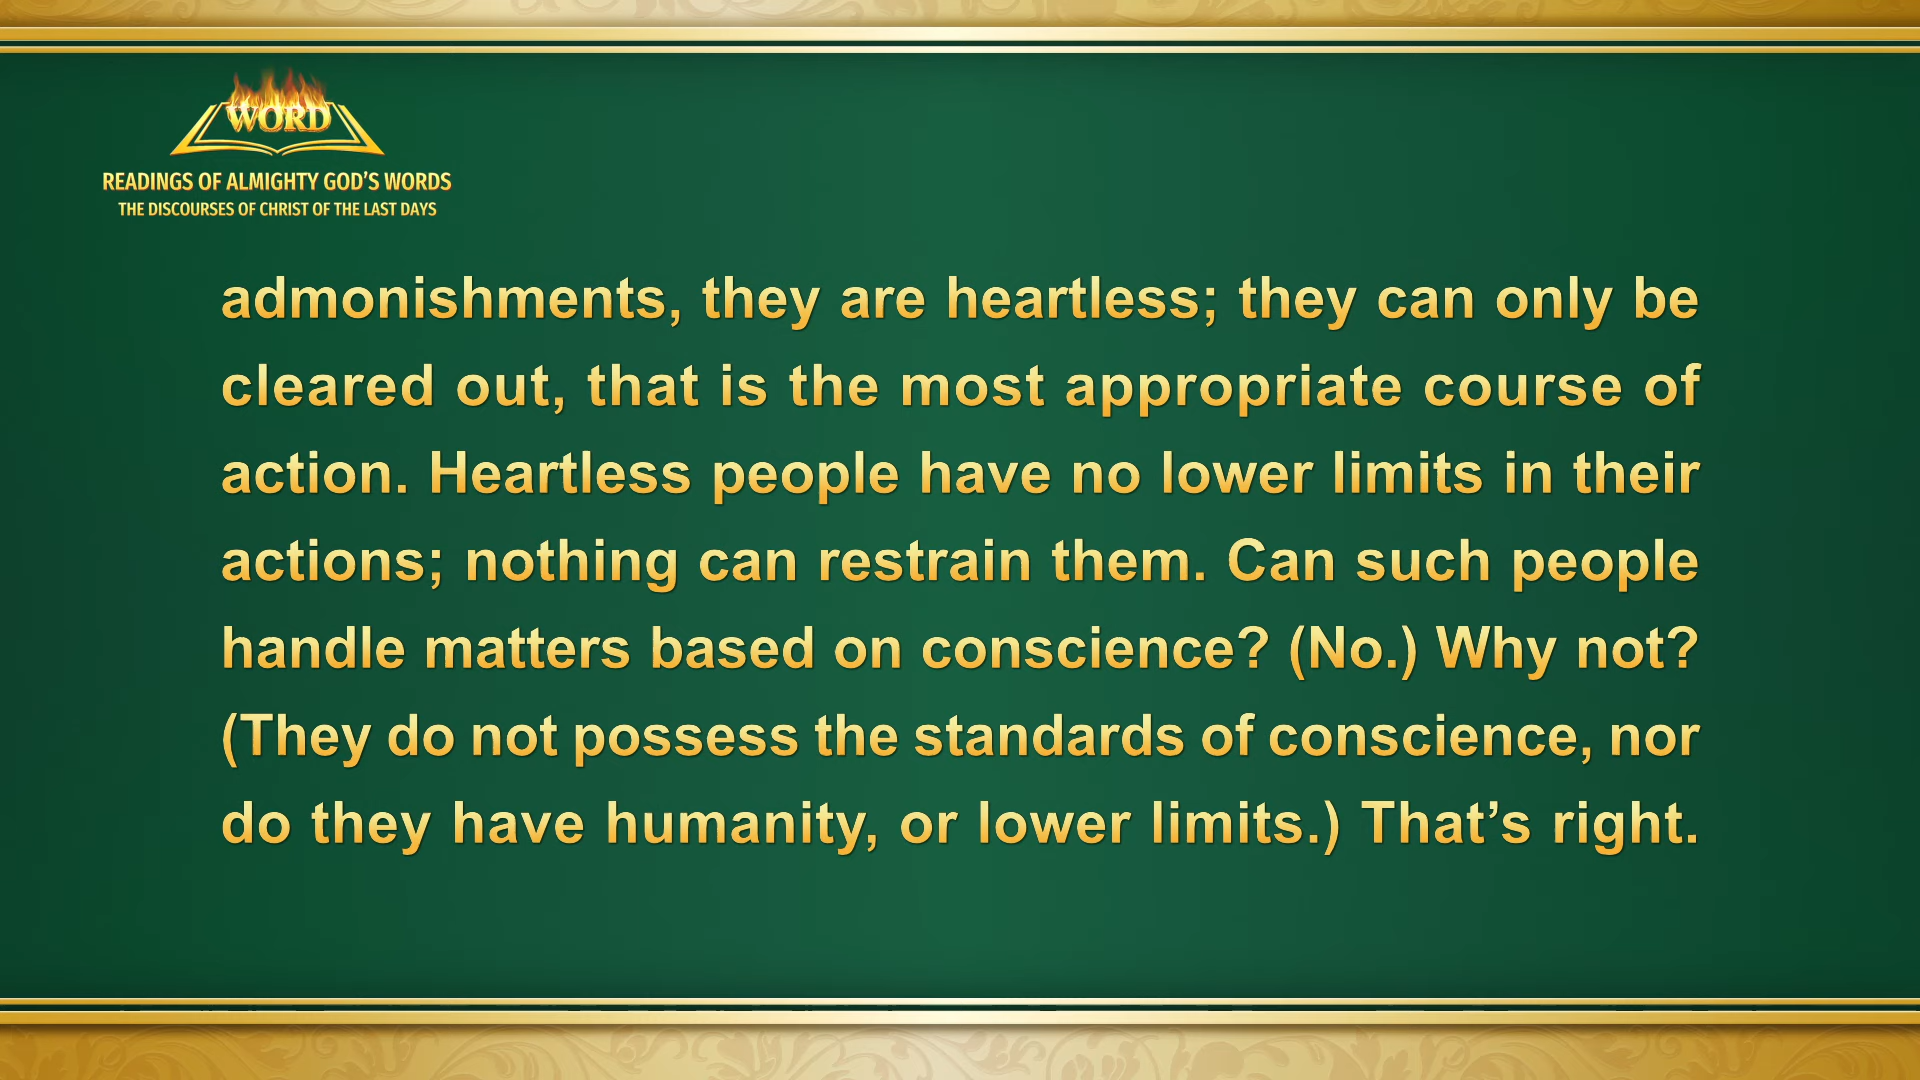 WORD
READINGS OF ALMIGHTY GOD’S WORDS
THE DISCOURSES OF CHRIST OF THE LAST DAYS
admonishments, they are heartless; they can only be
cleared out, that is the most appropriate course of
action. Heartless people have no lower limits in their
actions; nothing can restrain them. Can such people
handle matters based on conscience? (No.) Why not?
(They do not possess the standards of conscience, nor
do they have humanity, or lower limits.) That’s right.